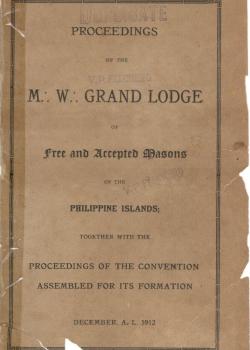 DUPLICATE
PROCEEDINGS
OF THE
M∴ W∴ GRAND LODGE
OF
Free and Accepted Masons
OF THE
PHILIPPINE ISLANDS;
TOGETHER WITH THE
PROCEEDINGS OF THE CONVENTION
ASSEMBLED FOR ITS FORMATION
DECEMBER, A. L. 5912